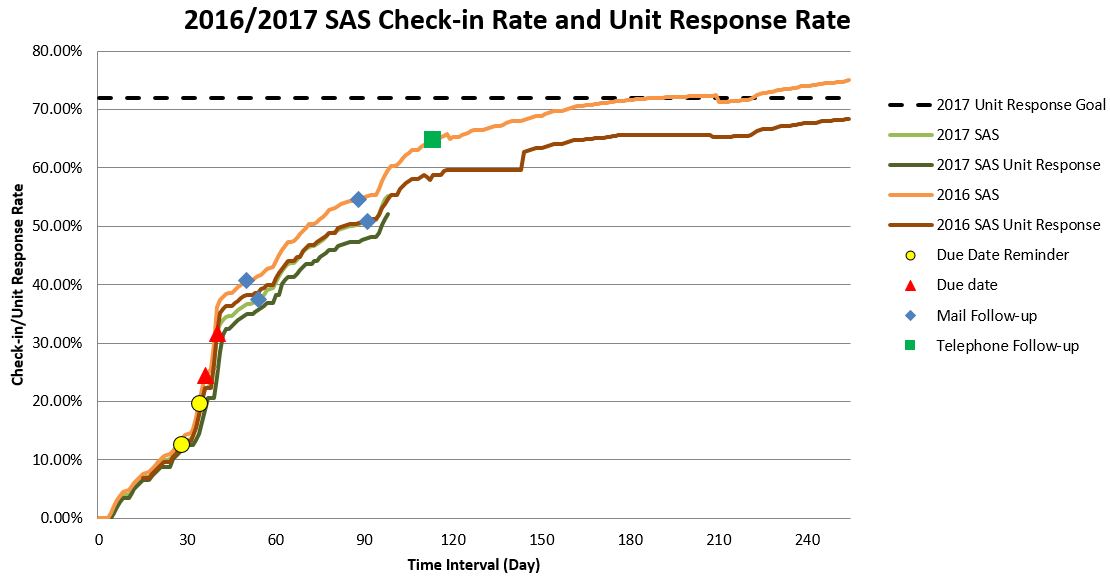 2016/2017 SAS Check-in Rate and Unit Response Rate
80.00%
70.00%
60.00%
50.00%
40.00%
30.00%
20.00%
10.00%
0.00%
Check-in/Unit Response Rate
0 30 60 90 120 150 180 210 240
Time Interval (Day)
2017 Unit Response Goal
2017 SAS
2017 SAS Unit Response
2016 SAS
2016 SAS Unit Response
Due Date Reminder
Due date
Mail Follow-up
Telephone Follow-up